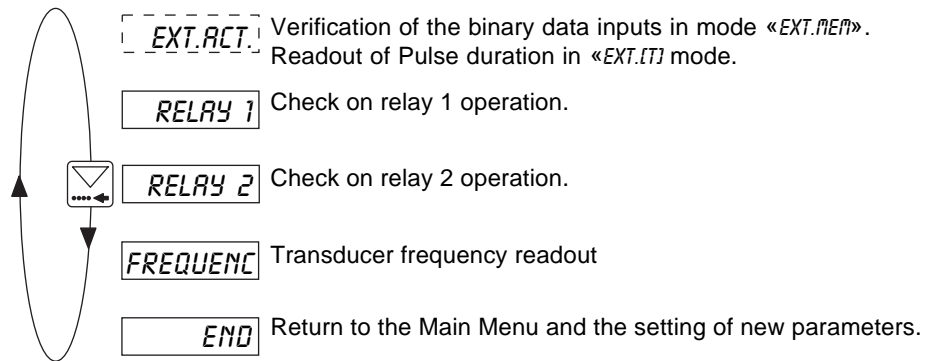 EXT.ACT. Verification of the binary data inputs in mode «EXT.MEM».
Readout of Pulse duration in «EXT.[T] mode.
RELAY 1 Check on relay 1 operation.
RELAY 2 Check on relay 2 operation.
FREQUENC Transducer frequency readout
END Return to the Main Menu and the setting of new parameters.